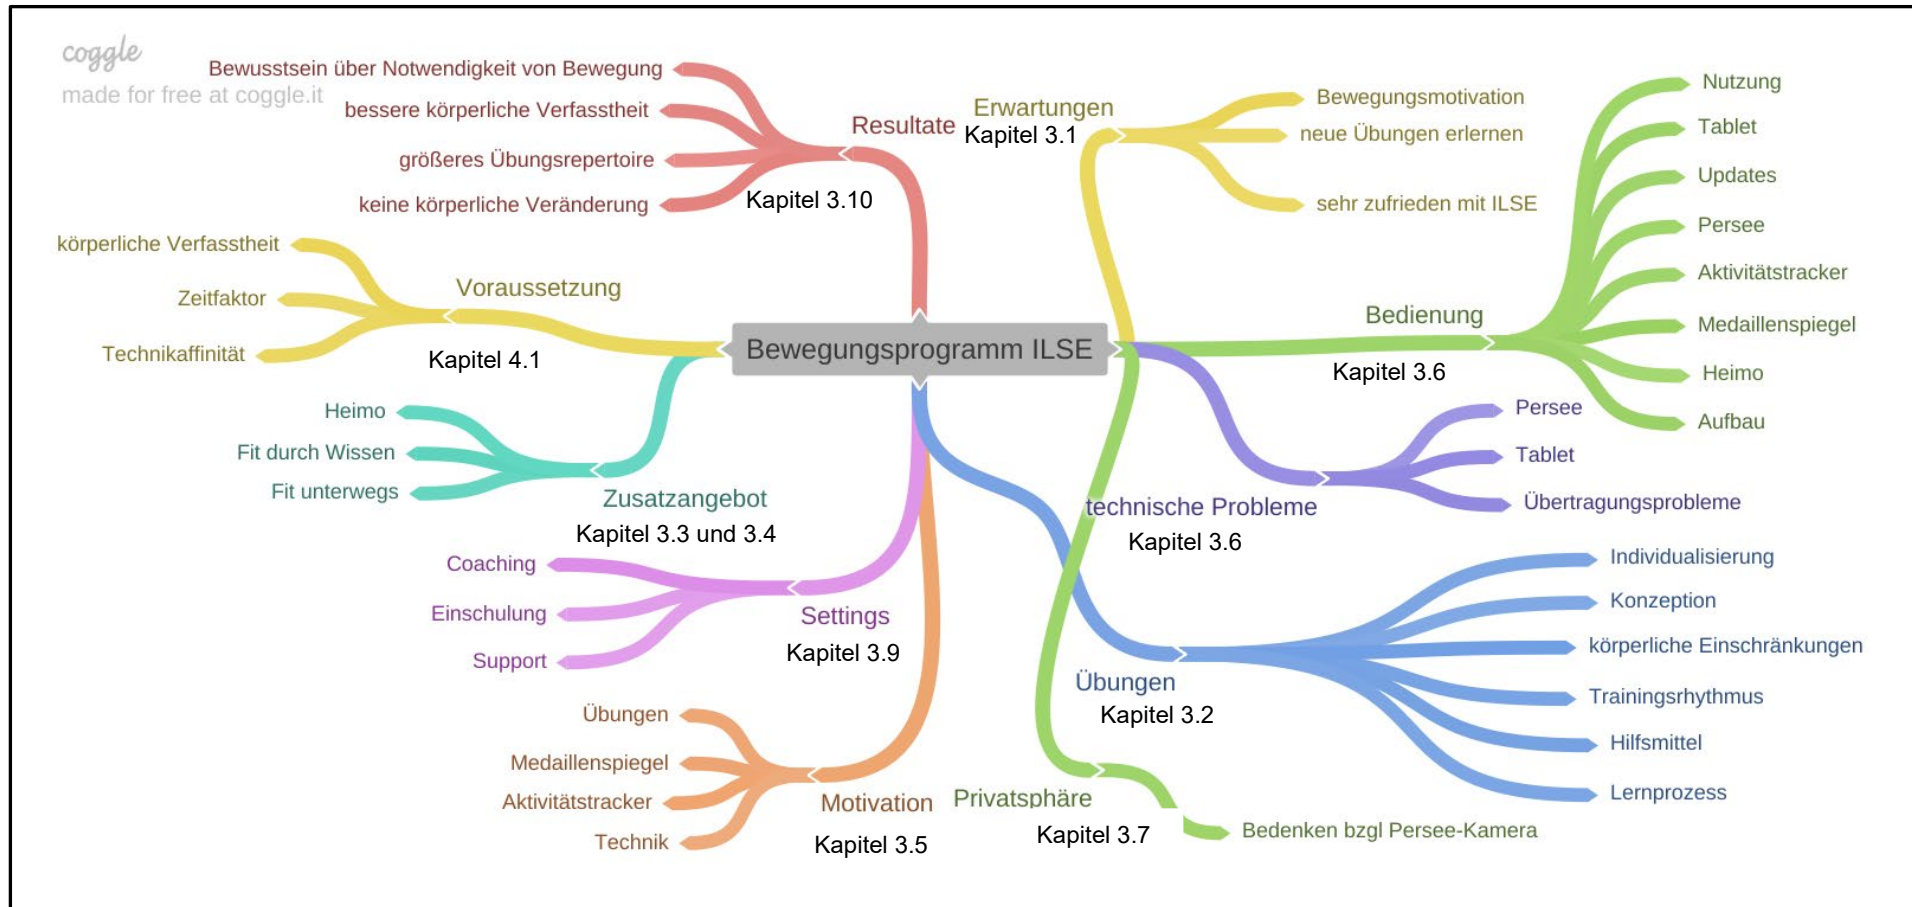 coggle
made for free at coggle.it
Bewegungsprogramm ILSE
Resultate
Kapitel 3.10
Bewusstsein über Notwendigkeit von Bewegung
bessere körperliche Verfasstheit
größeres Übungsrepertoire
keine körperliche Veränderung
Voraussetzung
Kapitel 4.1
körperliche Verfasstheit
Zeitfaktor
Technikaffinität
Zusatzangebot
Kapitel 3.3 und 3.4
Heimo
Fit durch Wissen
Fit unterwegs
Settings
Kapitel 3.9
Coaching
Einschulung
Support
Motivation
Kapitel 3.5
Übungen
Medaillenspiegel
Aktivitätstracker
Technik
Erwartungen
Kapitel 3.1
Bewegungsmotivation
neue Übungen erlernen
sehr zufrieden mit ILSE
Bedienung
Kapitel 3.6
Nutzung
Tablet
Updates
Persee
Aktivitätstracker
Medaillenspiegel
Heimo
Aufbau
technische Probleme
Kapitel 3.6
Persee
Tablet
Übertragungsprobleme
Übungen
Kapitel 3.2
Individualisierung
Konzeption
körperliche Einschränkungen
Trainingsrhythmus
Hilfsmittel
Lernprozess
Privatsphäre
Kapitel 3.7
Bedenken bzgl Persee-Kamera